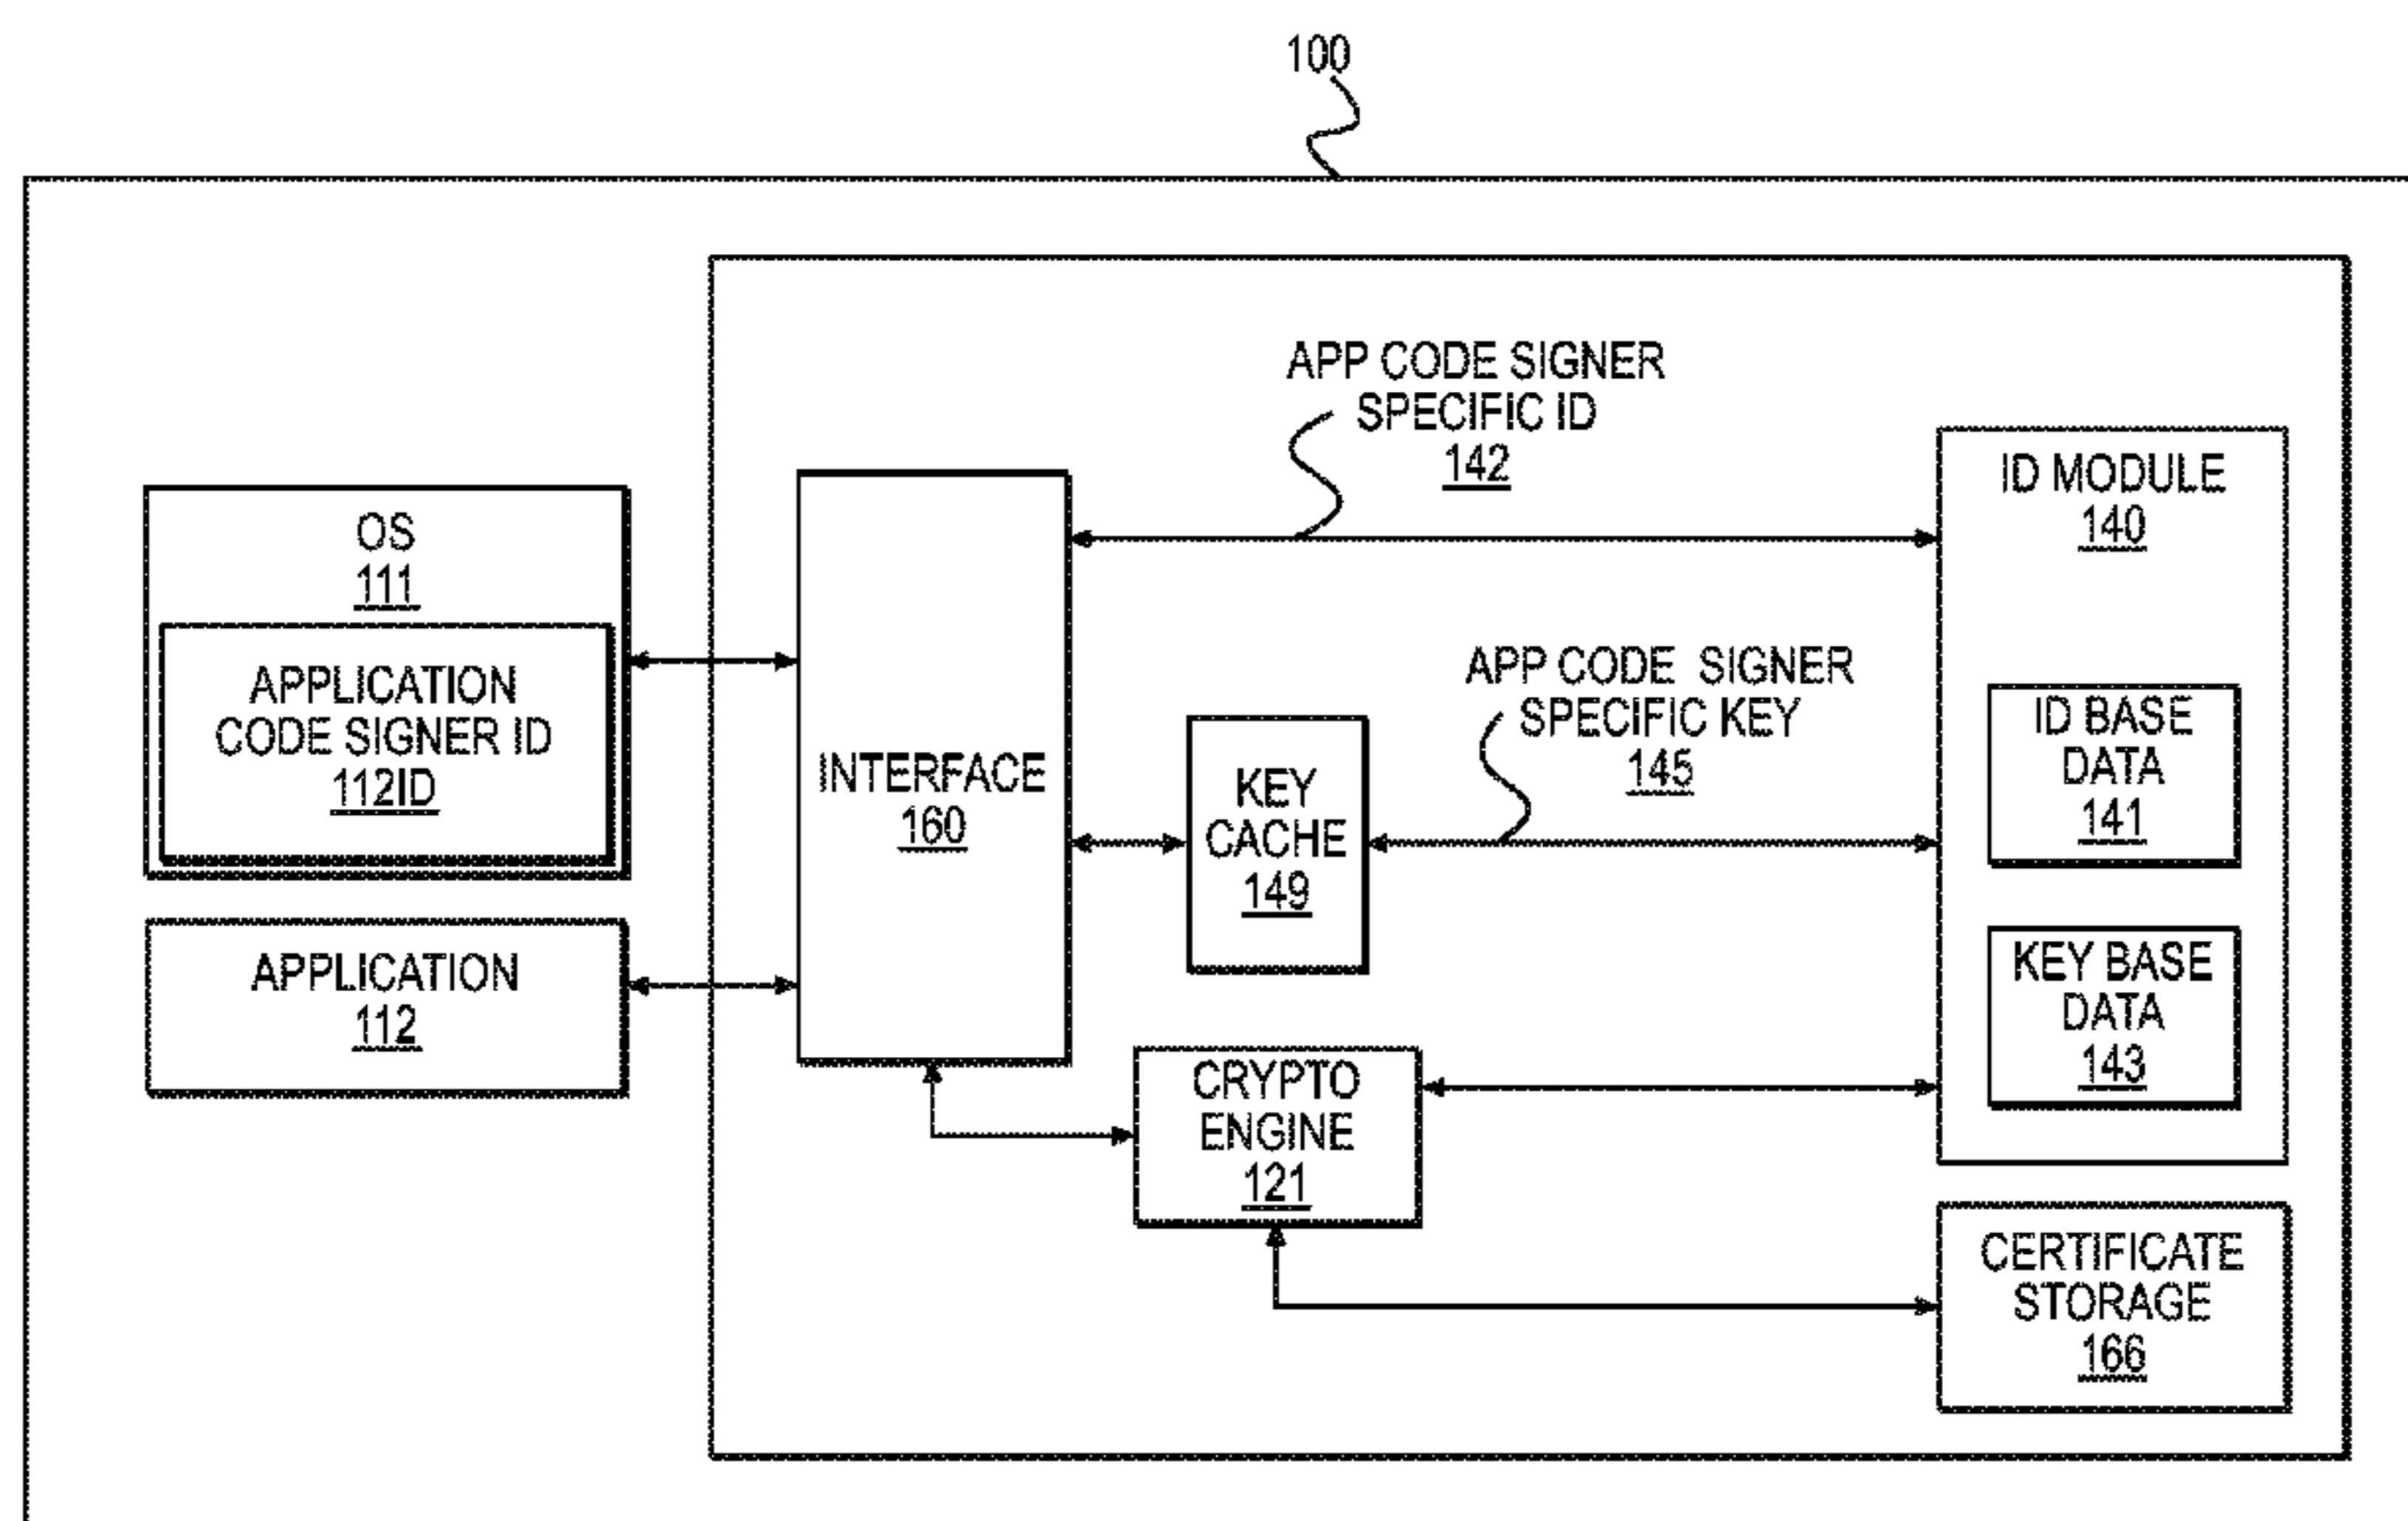 100
APP CODE SIGNER
SPECIFIC ID
142
ID MODULE
140
OS
111
APPLICATION
CODE SIGNER ID
112ID
INTERFACE
160
KEY
CACHE
149
APP CODE SIGNER
SPECIFIC KEY
145
ID BASE
DATA
141
KEY BASE
DATA
143
APPLICATION
112
CRYPTO
ENGINE
121
CERTIFICATE
STORAGE
166